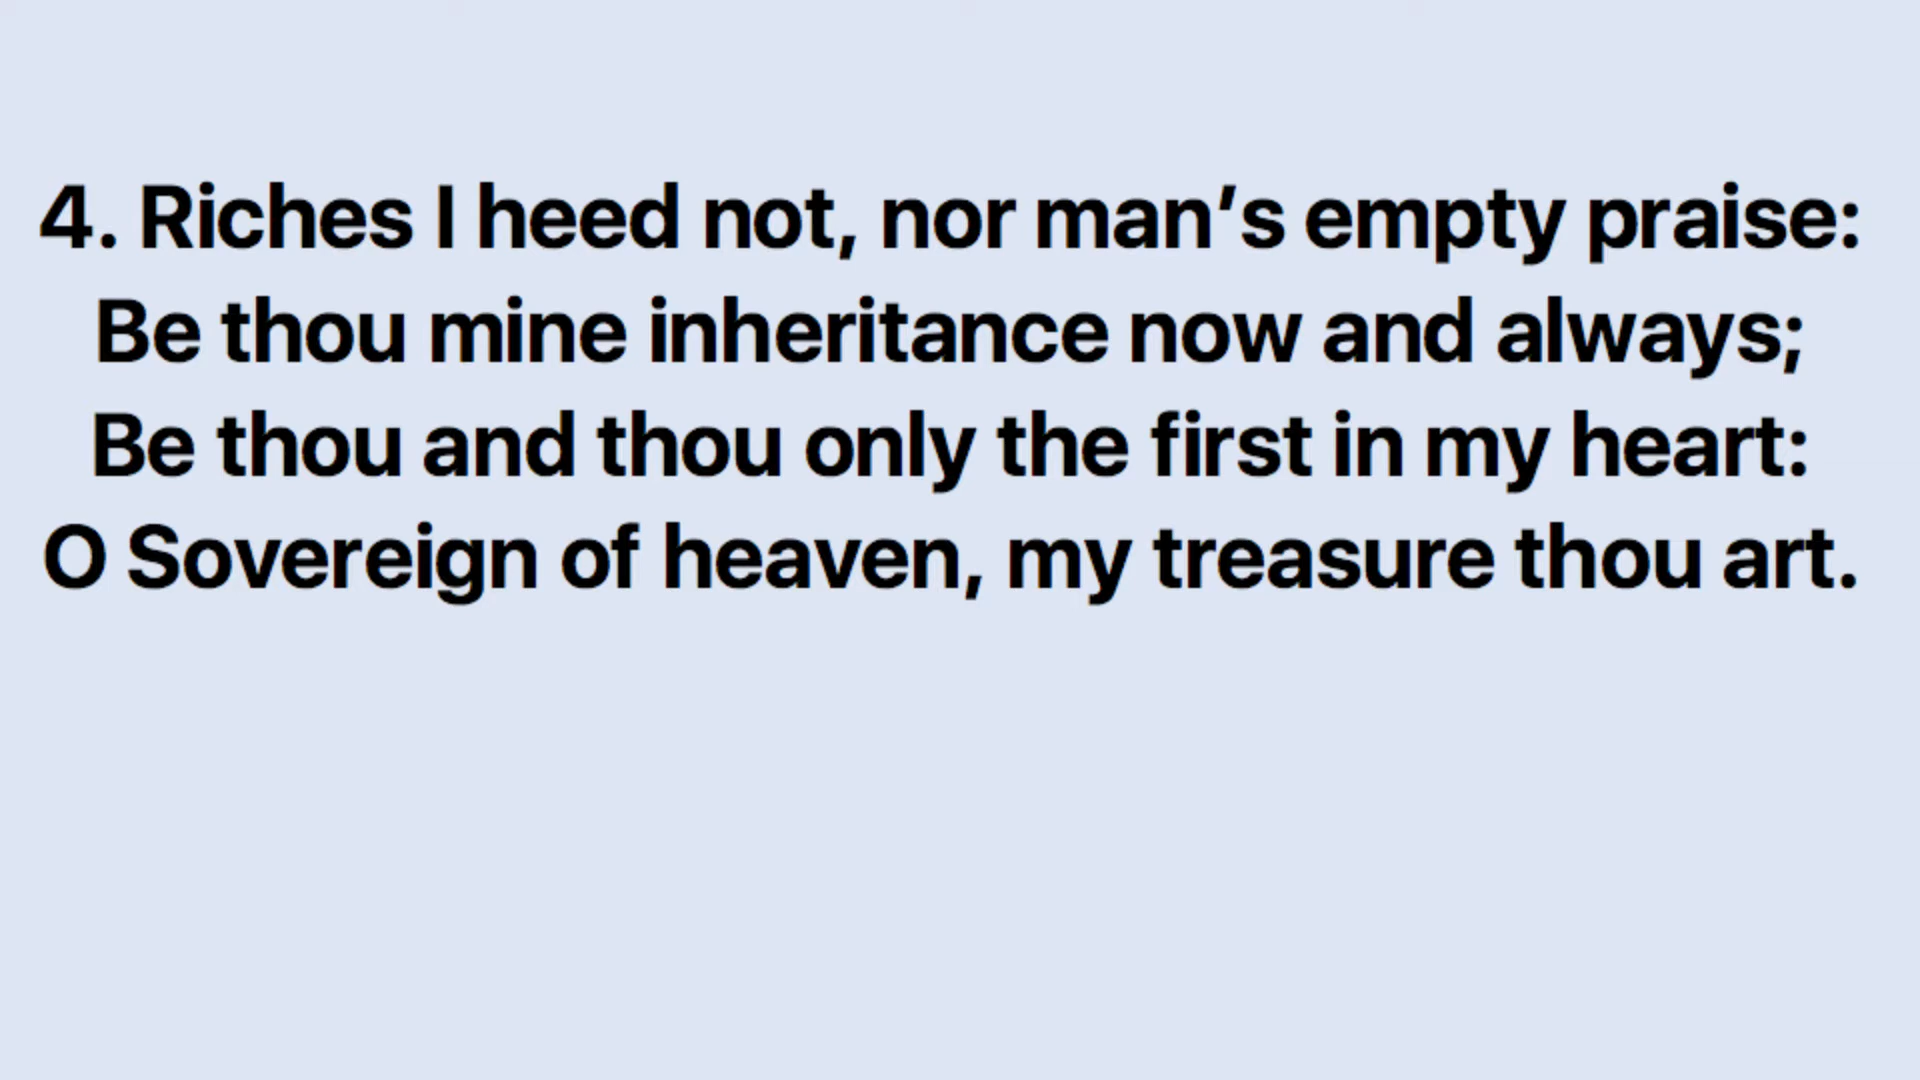 4. Riches I heed not, nor man’s empty praise:
Be thou mine inheritance now and always;
Be thou and thou only the first in my heart:
O Sovereign of heaven, my treasure thou art.